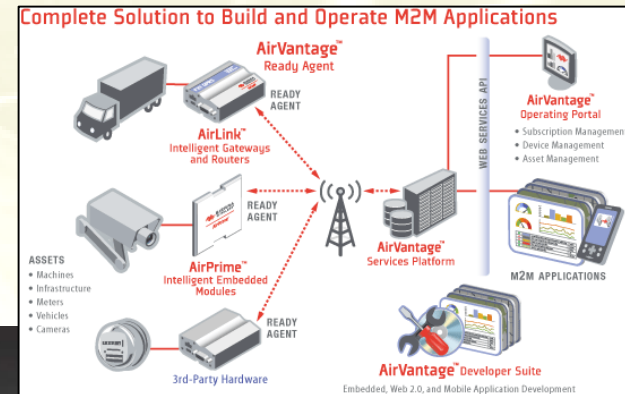 Complete Solution to Build and Operate M2M Applications
AirVantage™
Ready Agent
READY
AGENT
AirLink™
Intelligent Gateways
and Routers
READY
AGENT
AirPrime™
Intelligent Embedded
Modules
ASSETS
• Machines
• Infrastructure
• Meters
• Vehicles
• Cameras
READY
AGENT
3rd-Party Hardware
AirVantage™
Services Platform
WEB SERVICES API
AirVantage™
Operating Portal
• Subscription Management
• Device Management
• Asset Management
M2M APPLICATIONS
AirVantage™ Developer Suite
Embedded, Web 2.0, and Mobile Application Development